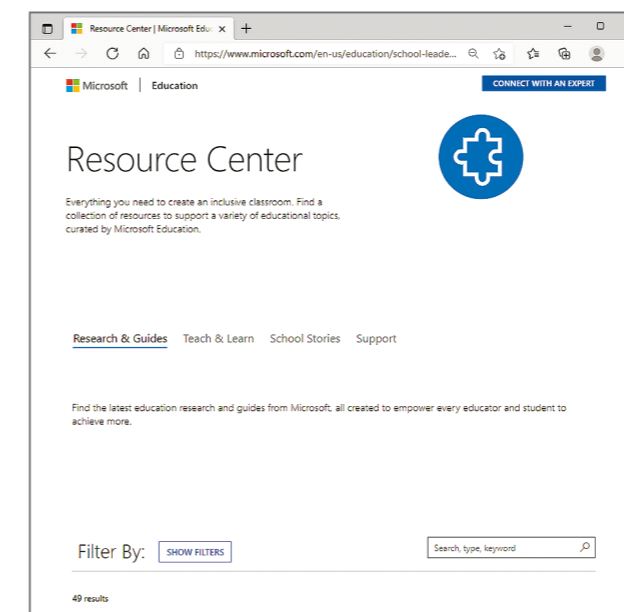 Resource Center | Microsoft Edu
https://www.microsoft.com/en-us/education/school-leade...
Microsoft | Education
CONNECT WITH AN EXPERT
Resource Center
Everything you need to create an inclusive classroom. Find a
collection of resources to support a variety of educational topics,
curated by Microsoft Education.
Research & Guides Teach & Learn School Stories Support
Find the latest education research and guides from Microsoft, all created to empower every educator and student to
achieve more.
Filter By: SHOW FILTERS
Search, type, keyword
49 results